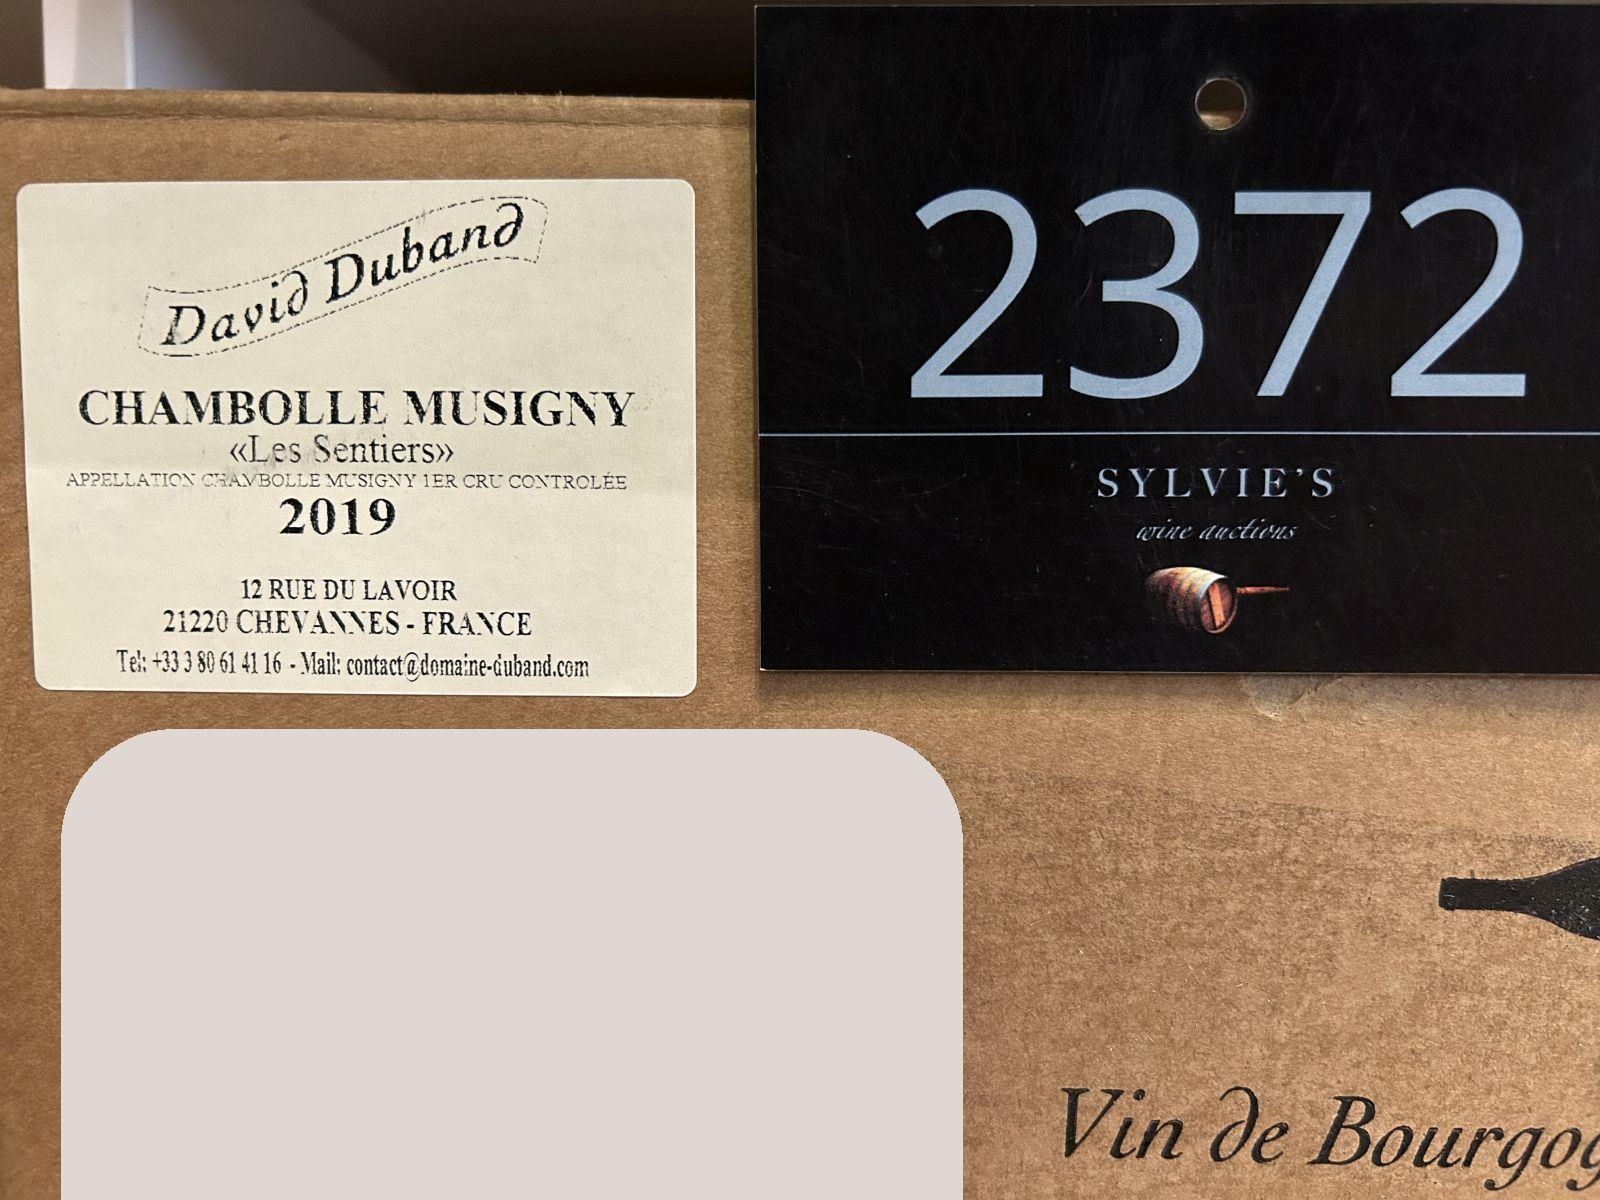 David Duband
CHAMBOLLE MUSIGNY
«Les Sentiers»
APPELLATION CHAMBOLLE MUSIGNY 1ER CRU CONTROLÉE
2019
12 RUE DU LAVOIR
21220 CHEVANNES - FRANCE
Tel: +33 3 80 61 41 16 - Mail: contact@domaine-duband.com
2372
SYLVIE'S
wine auctions
Vin de Bourgog